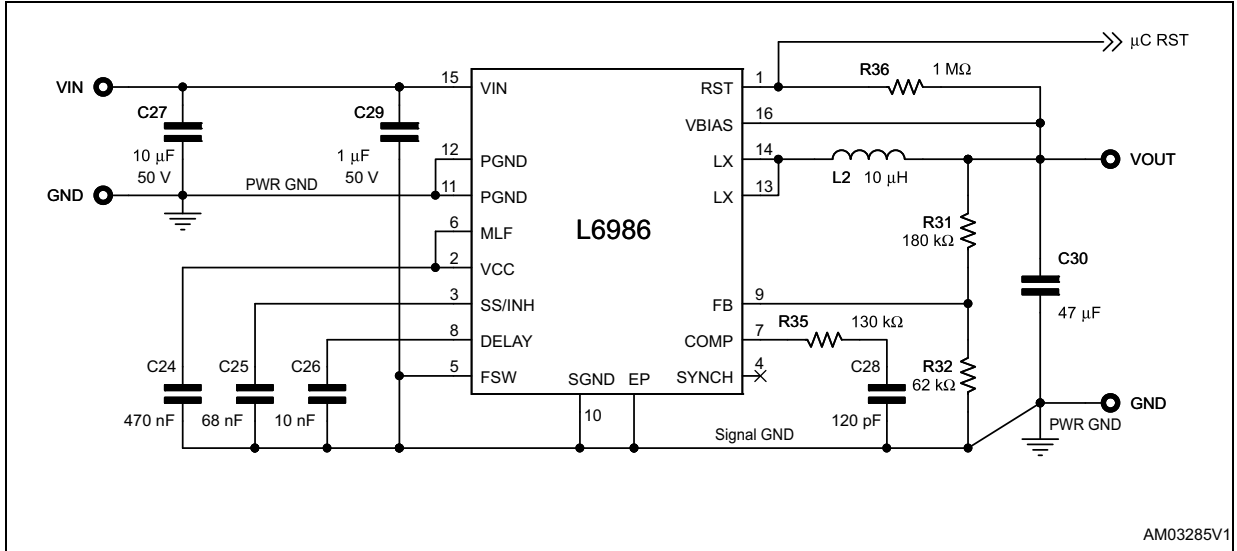 μC RST
R36 1 MΩ
VIN 15 VIN RST 1
C27 C29 VBIAS 16
10 μF 50 V 1 μF 50 V 12 PGND LX 14 VOUT
L2 10 μH
GND PWR GND 11 PGND LX 13
6 MLF L6986 R31 180 kΩ
2 VCC C30
3 SS/INH FB 9 47 μF
R35 130 kΩ
8 DELAY COMP 7
C24 C25 C26 5 FSW SGND EP SYNCH 4 C28 R32 62 kΩ
470 nF 68 nF 10 nF 10 120 pF GND
Signal GND PWR GND
AM03285V1